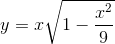 y = x\sqrt{1 - \frac{x^2}{9}}